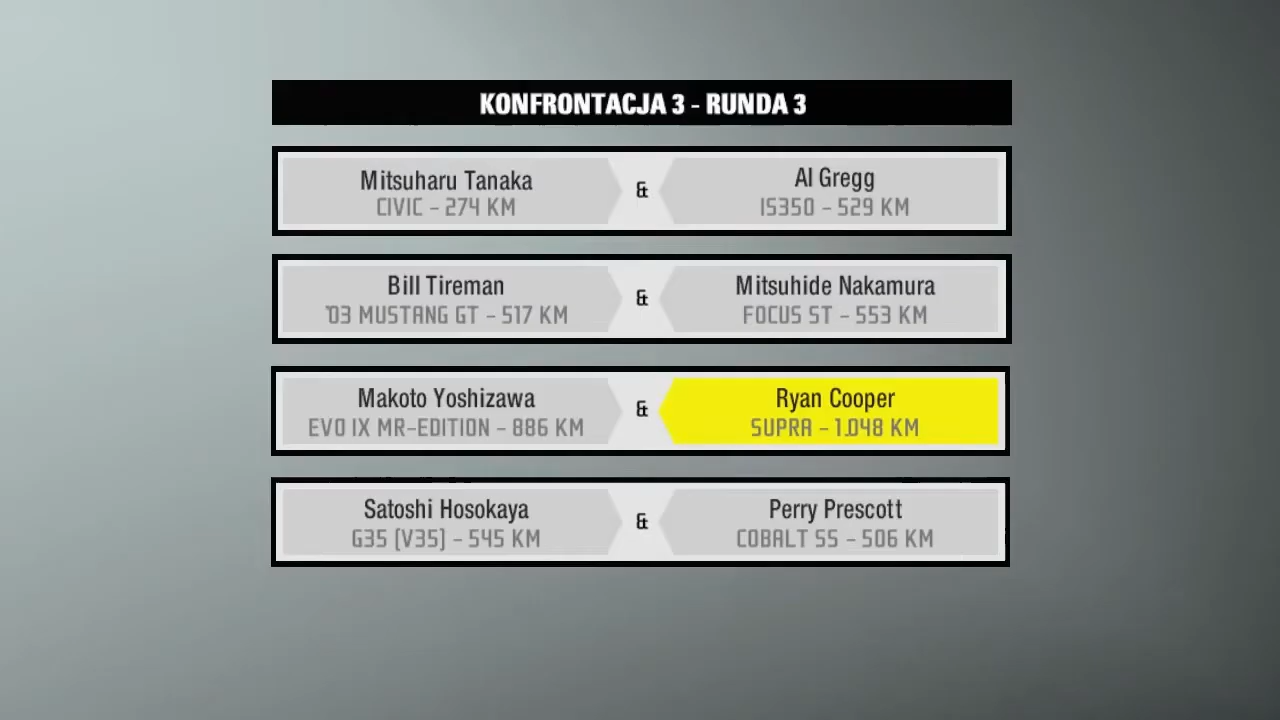 KONFRONTACJA 3 - RUNDA 3
Mitsuharu Tanaka
CIVIC - 274 KM
&
Al Gregg
IS350 - 529 KM
Bill Tireman
'03 MUSTANG GT - 517 KM
&
Mitsuhide Nakamura
FOCUS ST - 553 KM
Makoto Yoshizawa
EVO IX MR-EDITION - 886 KM
&
Ryan Cooper
SUPRA - 1.048 KM
Satoshi Hosokaya
G35 (V35) - 545 KM
&
Perry Prescott
COBALT SS - 506 KM